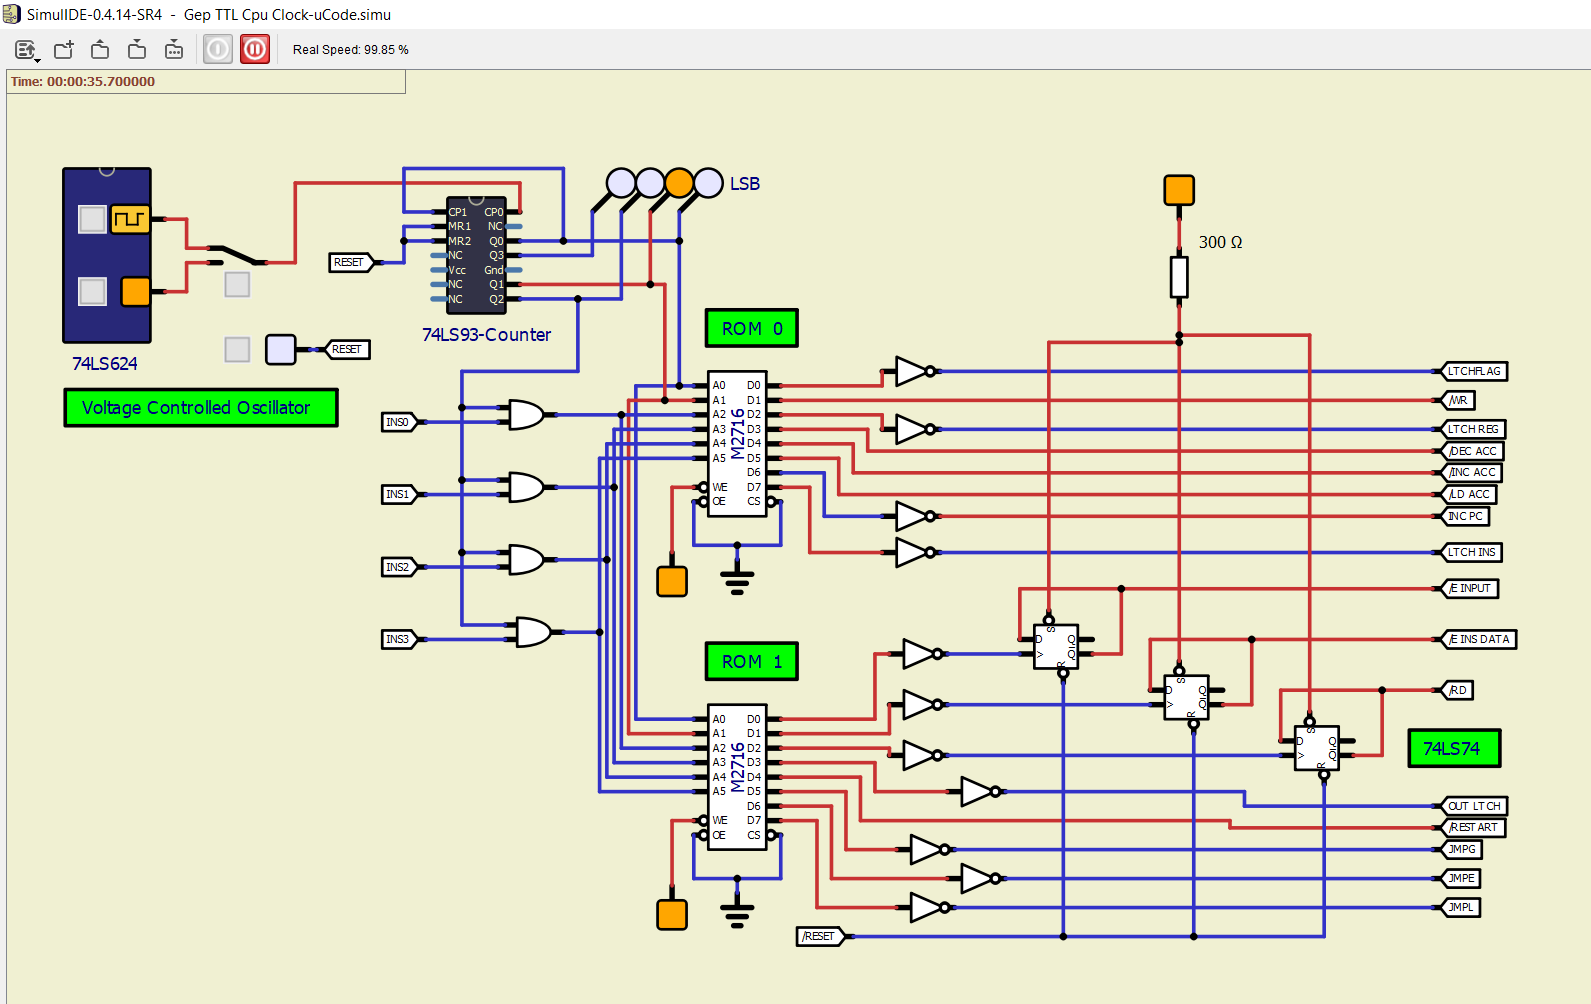 SimulIDE-0.4.14-SR4 - Gep TTL Cpu Clock-uCode.simu
Real Speed: 99.85 %
Time: 00:00:35.700000
LSB
CP1 CP0
MR1 NC
MR2 Q0
NC Q3
Vcc Gnd
NC Q1
NC Q2
RESET
300 Ω
74LS93-Counter
74LS624
RESET
Voltage Controlled Oscillator
ROM 0
INS0
INS1
INS2
INS3
M2716
A0 D0
A1 D1
A2 D2
A3 D3
A4 D4
A5 D5
D6
WE D7
OE CS
LTCHFLAG
/WR
LTCH REG
/DEC ACC
/INC ACC
/LD ACC
INC PC
LTCH INS
/E INPUT
/E INS DATA
/RD
S
D Q
> Q
R
S
D Q
> Q
R
S
D Q
> Q
R
74LS74
ROM 1
M2716
A0 D0
A1 D1
A2 D2
A3 D3
A4 D4
A5 D5
D6
WE D7
OE CS
OUT LTCH
/RESTART
JMPG
JMPE
JMPL
/RESET